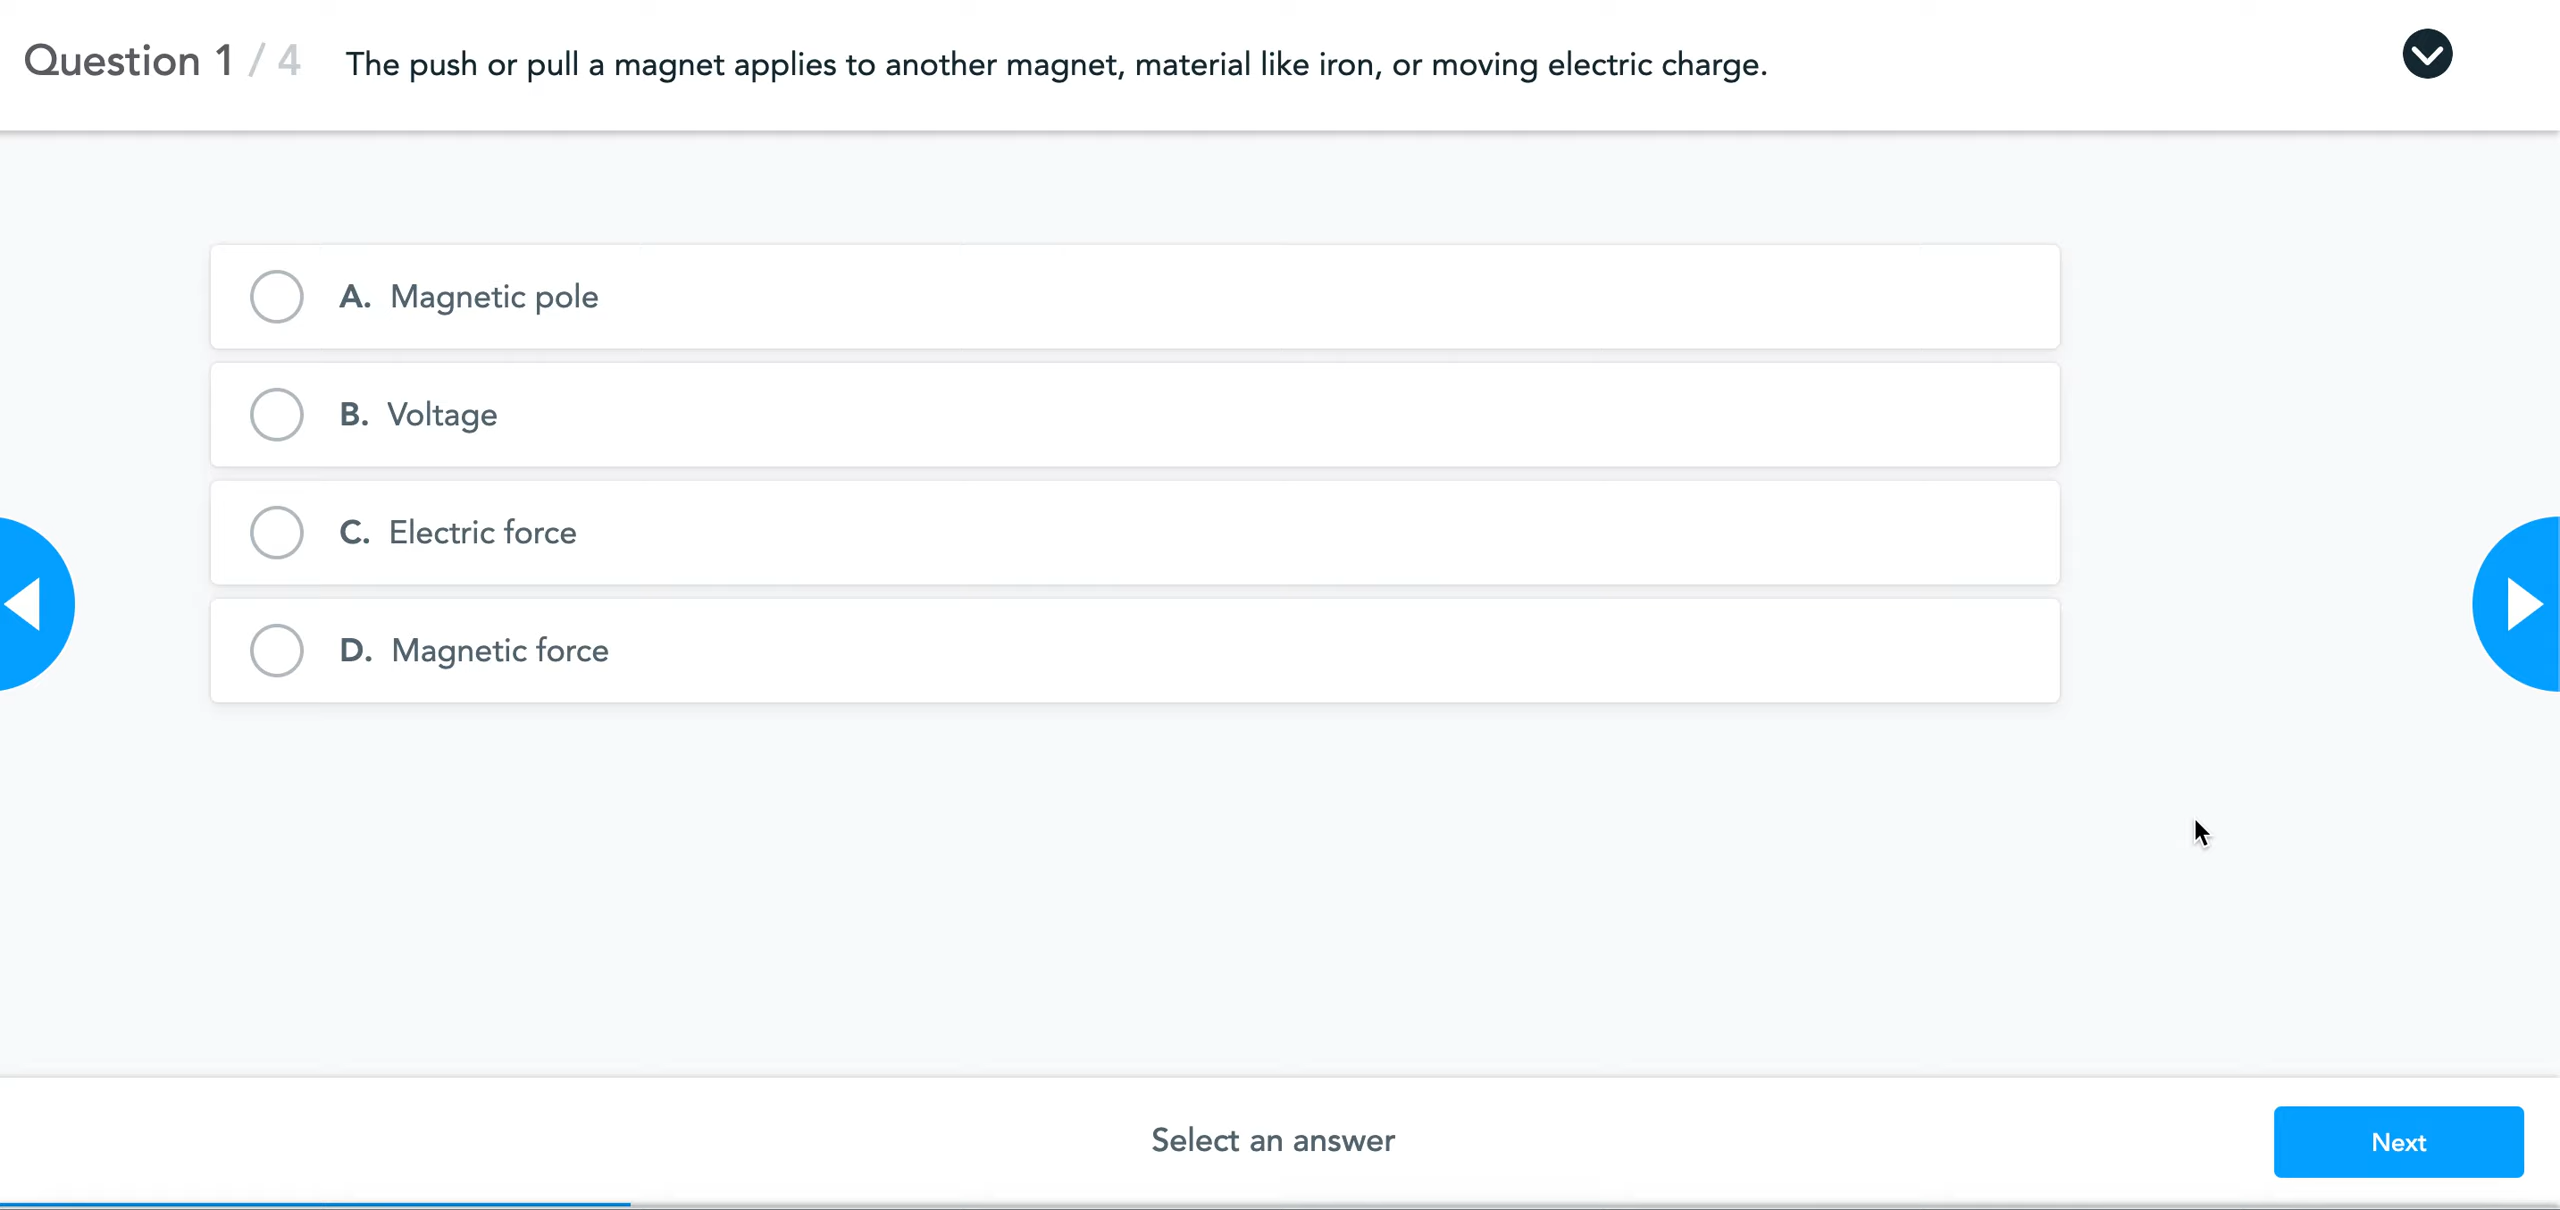 Question 1 / 4 The push or pull a magnet applies to another magnet, material like iron, or moving electric charge.
A. Magnetic pole
B. Voltage
C. Electric force
D. Magnetic force
Select an answer
Next